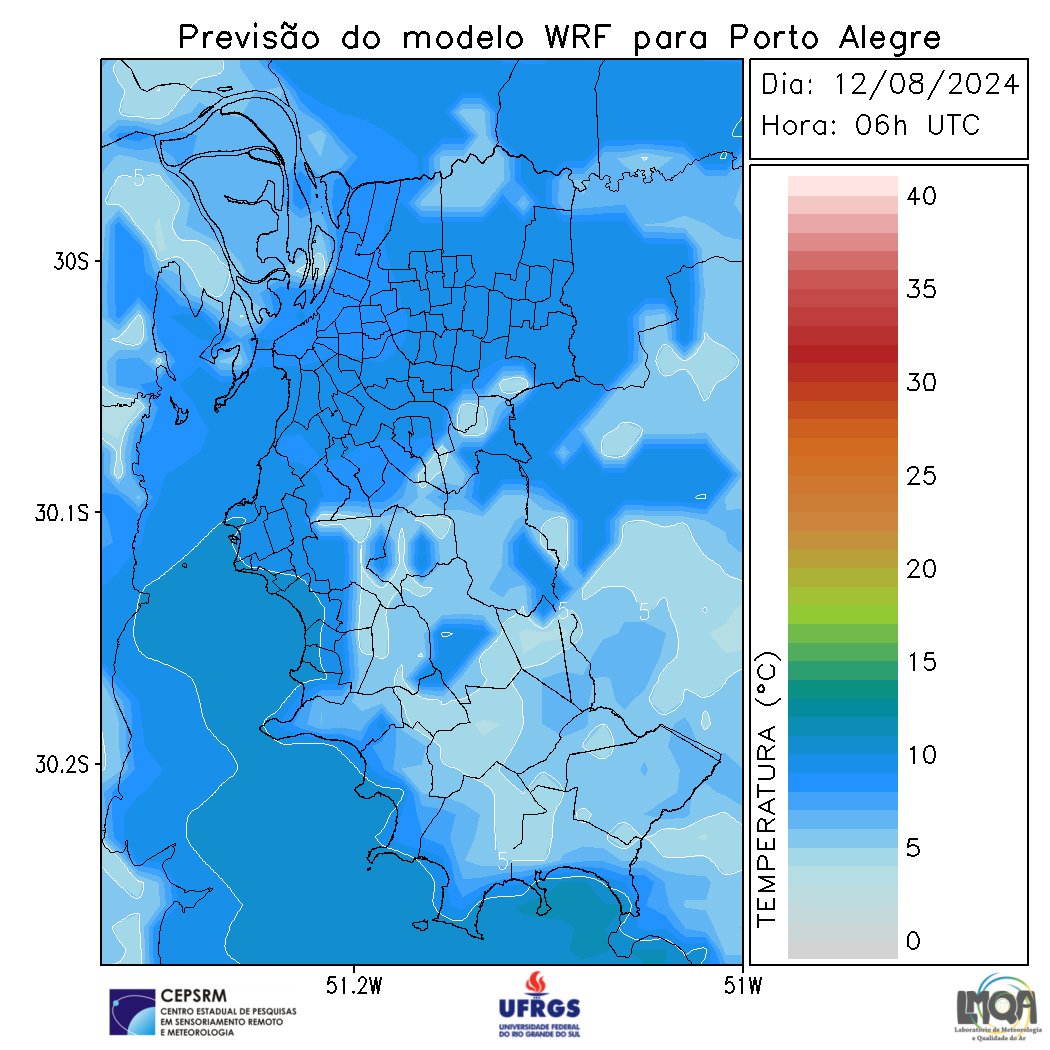 Previsão do modelo WRF para Porto Alegre
Dia: 12/08/2024
Hora: 06h UTC
30S
30.1S
30.2S
51.2W
51W
5
5
5
5
TEMPERATURA (°C)
40
35
30
25
20
15
10
5
0
CEPSRM
CENTRO ESTADUAL DE PESQUISAS
EM SENSORIAMENTO REMOTO
E METEOROLOGIA
UFRGS
UNIVERSIDADE FEDERAL
DO RIO GRANDE DO SUL
LMQA
Laboratório de Meteorologia
e Qualidade do Ar